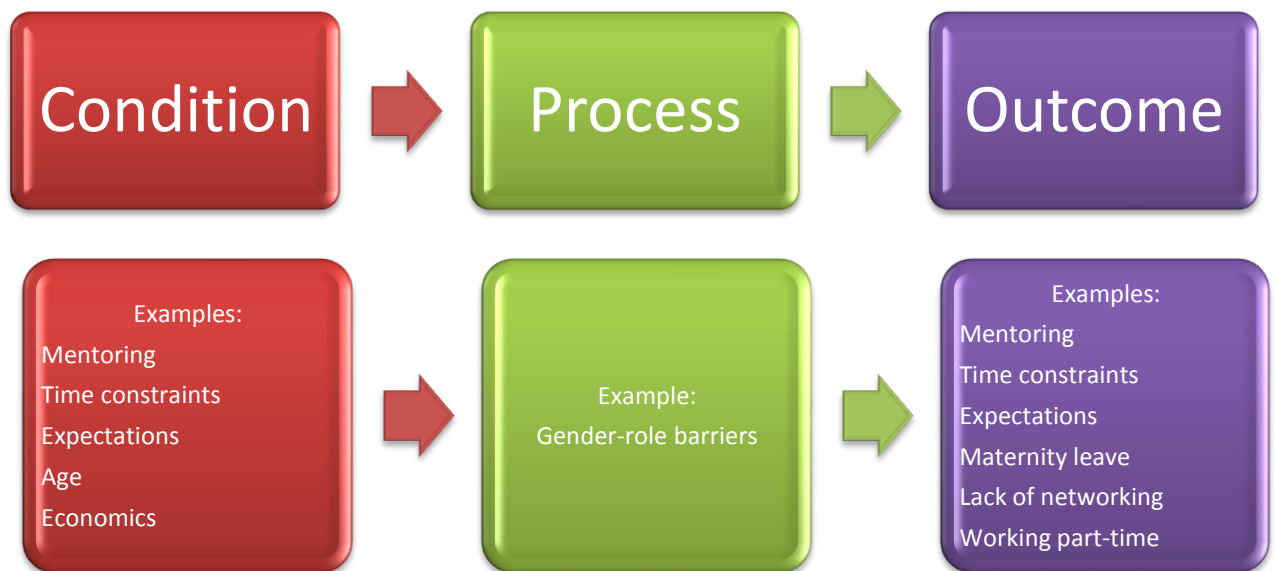 Condition
Process
Outcome
Examples:
Mentoring
Time constraints
Expectations
Age
Economics
Example:
Gender-role barriers
Examples:
Mentoring
Time constraints
Expectations
Maternity leave
Lack of networking
Working part-time